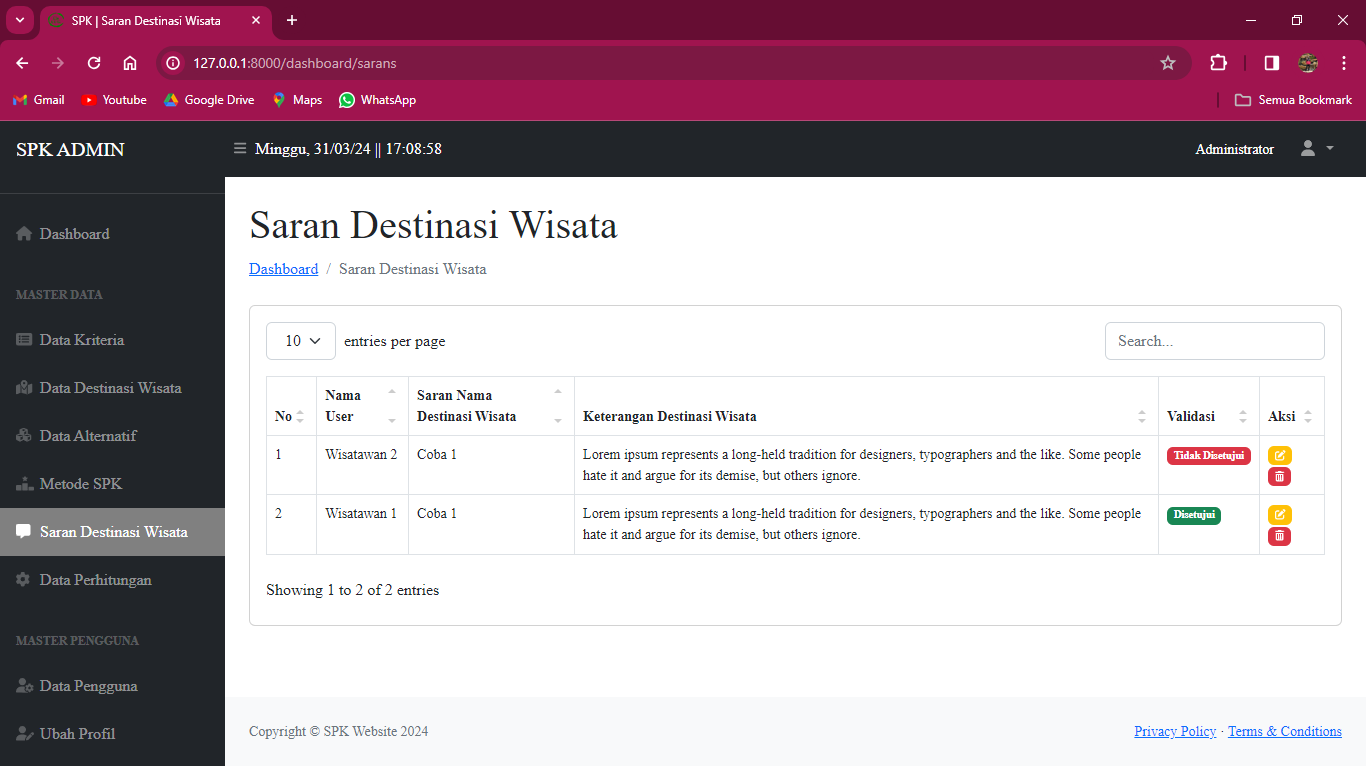 SPK | Saran Destinasi Wisata
127.0.0.1:8000/dashboard/sarans
Gmail Youtube Google Drive Maps WhatsApp Semua Bookmark
SPK ADMIN Minggu, 31/03/24 || 17:08:58 Administrator
Dashboard
MASTER DATA
Data Kriteria
Data Destinasi Wisata
Data Alternatif
Metode SPK
Saran Destinasi Wisata
Data Perhitungan
MASTER PENGGUNA
Data Pengguna
Ubah Profil
Saran Destinasi Wisata
Dashboard / Saran Destinasi Wisata
10 entries per page Search...
No Nama User Saran Nama Destinasi Wisata Keterangan Destinasi Wisata Validasi Aksi
1 Wisatawan 2 Coba 1 Lorem ipsum represents a long-held tradition for designers, typographers and the like. Some people Tidak Disetujui
hate it and argue for its demise, but others ignore.
2 Wisatawan 1 Coba 1 Lorem ipsum represents a long-held tradition for designers, typographers and the like. Some people Disetujui
hate it and argue for its demise, but others ignore.
Showing 1 to 2 of 2 entries
Copyright © SPK Website 2024 Privacy Policy · Terms & Conditions